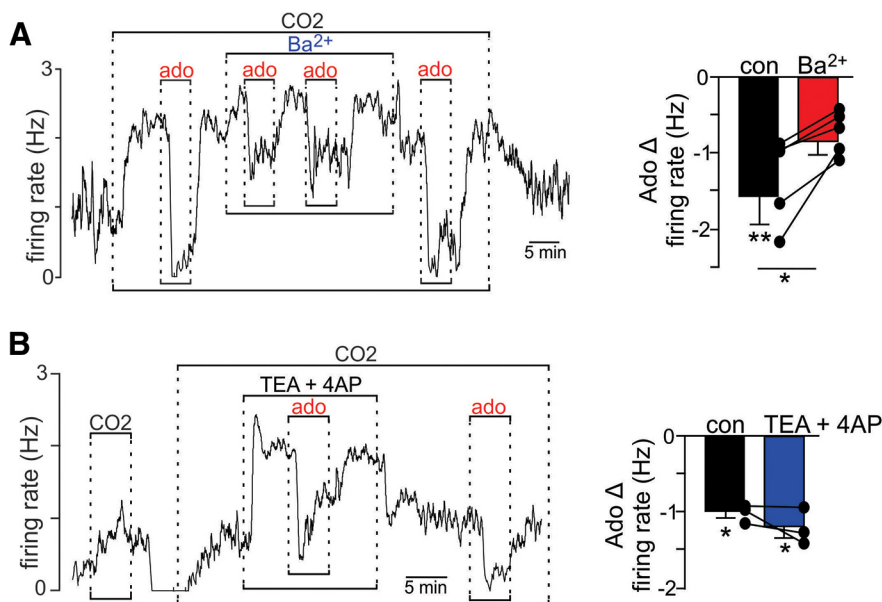 A
CO2
Ba²⁺
ado ado ado ado
3
0
firing rate (Hz)
5 min
con Ba²⁺
0
-1
-2
Ado Δ
firing rate (Hz)
**
*
B
CO2
TEA + 4AP
CO2
ado ado
3
0
firing rate (Hz)
5 min
con TEA + 4AP
0
-1
-2
Ado Δ
firing rate (Hz)
* *